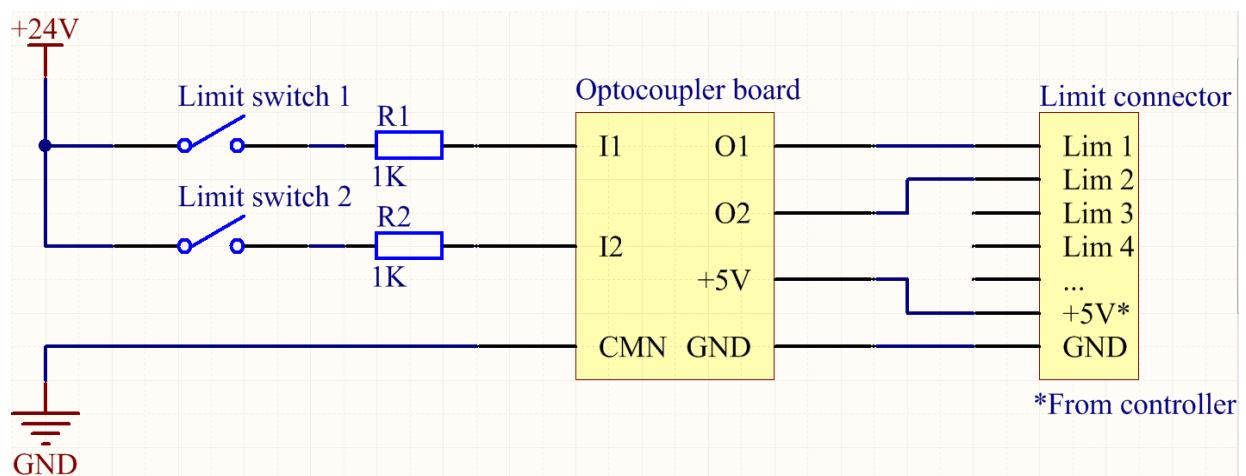 +24V
Limit switch 1
R1
1K
Limit switch 2
R2
1K
Optocoupler board
I1
O1
O2
I2
+5V
CMN
GND
Limit connector
Lim 1
Lim 2
Lim 3
Lim 4
...
+5V*
GND
*From controller
GND